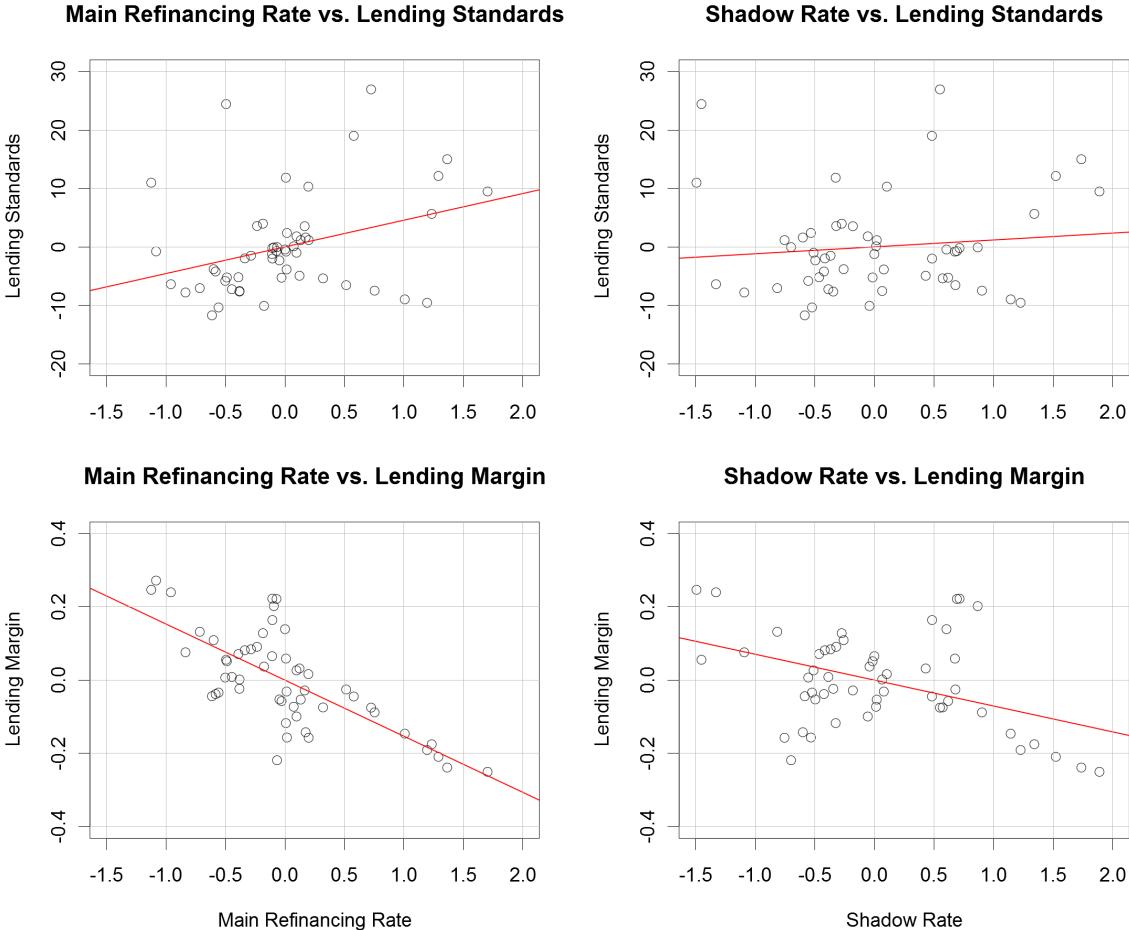 Main Refinancing Rate vs. Lending Standards
Lending Standards
30
20
10
0
-10
-20
-1.5 -1.0 -0.5 0.0 0.5 1.0 1.5 2.0
Shadow Rate vs. Lending Standards
Lending Standards
30
20
10
0
-10
-20
-1.5 -1.0 -0.5 0.0 0.5 1.0 1.5 2.0
Main Refinancing Rate vs. Lending Margin
Lending Margin
0.4
0.2
0.0
-0.2
-0.4
-1.5 -1.0 -0.5 0.0 0.5 1.0 1.5 2.0
Main Refinancing Rate
Shadow Rate vs. Lending Margin
Lending Margin
0.4
0.2
0.0
-0.2
-0.4
-1.5 -1.0 -0.5 0.0 0.5 1.0 1.5 2.0
Shadow Rate